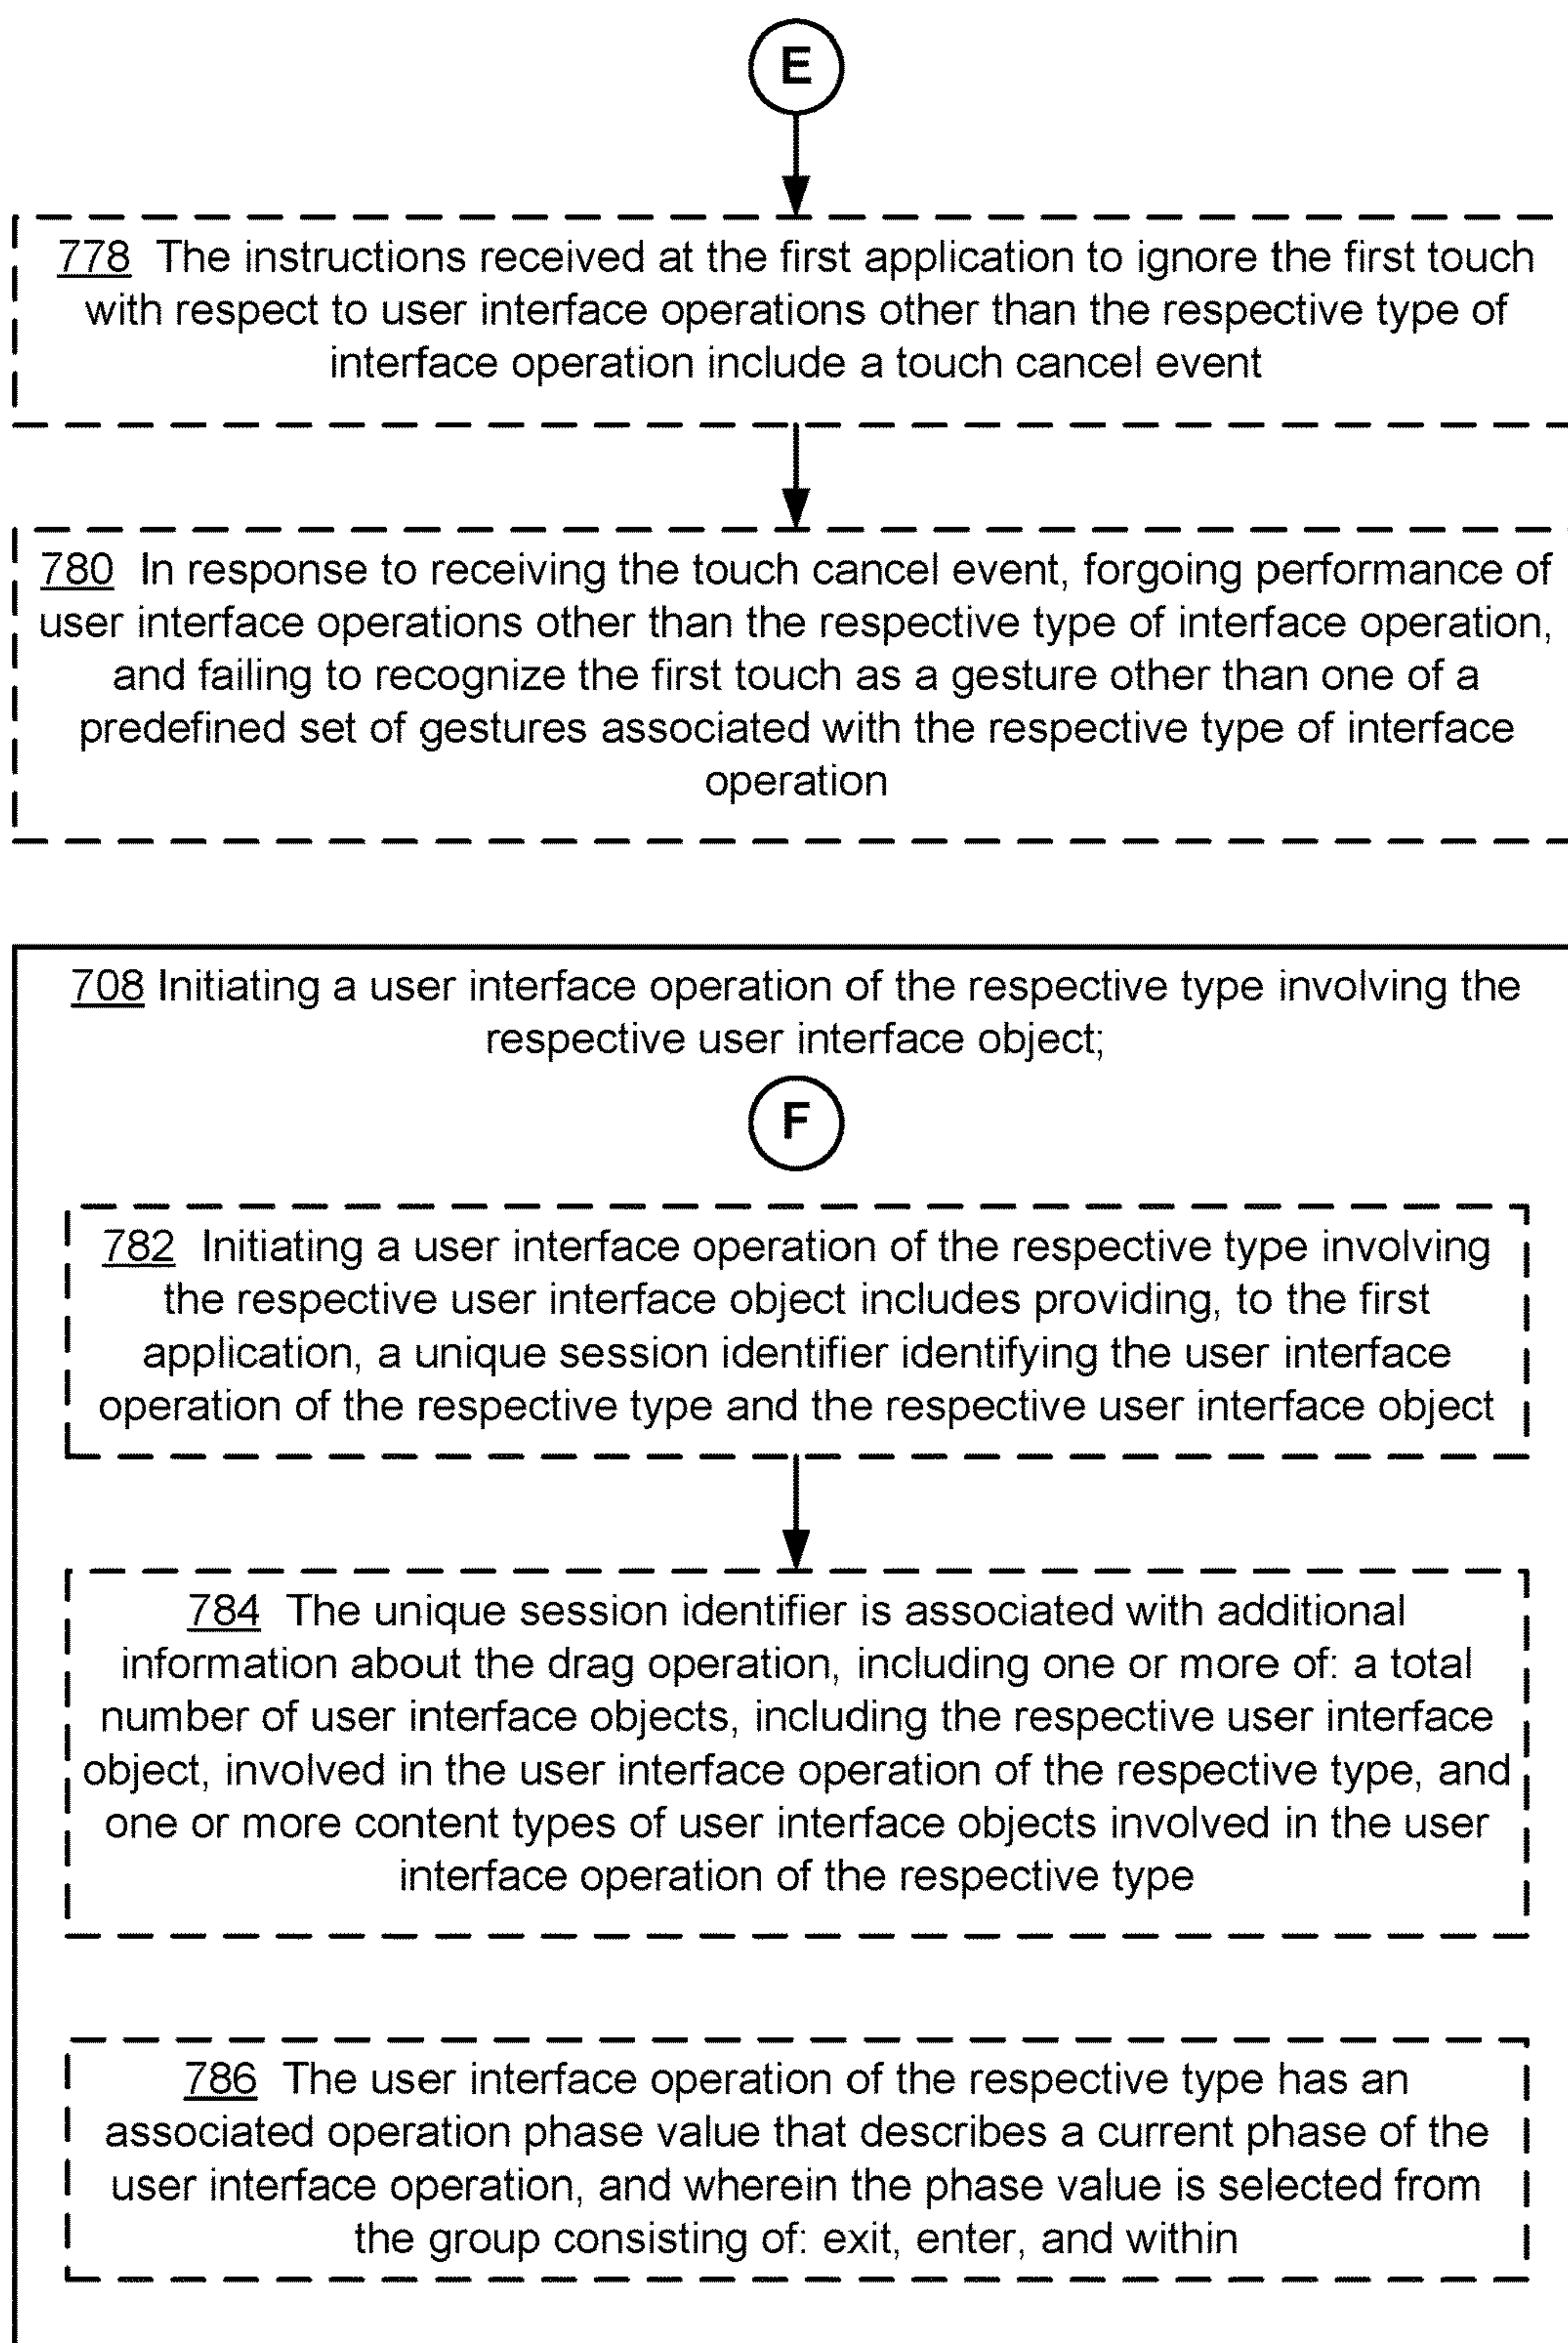 E
778 The instructions received at the first application to ignore the first touch
with respect to user interface operations other than the respective type of
interface operation include a touch cancel event
780 In response to receiving the touch cancel event, forgoing performance of
user interface operations other than the respective type of interface operation,
and failing to recognize the first touch as a gesture other than one of a
predefined set of gestures associated with the respective type of interface
operation
708 Initiating a user interface operation of the respective type involving the
respective user interface object;
F
782 Initiating a user interface operation of the respective type involving
the respective user interface object includes providing, to the first
application, a unique session identifier identifying the user interface
operation of the respective type and the respective user interface object
784 The unique session identifier is associated with additional
information about the drag operation, including one or more of: a total
number of user interface objects, including the respective user interface
object, involved in the user interface operation of the respective type, and
one or more content types of user interface objects involved in the user
interface operation of the respective type
786 The user interface operation of the respective type has an
associated operation phase value that describes a current phase of the
user interface operation, and wherein the phase value is selected from
the group consisting of: exit, enter, and within